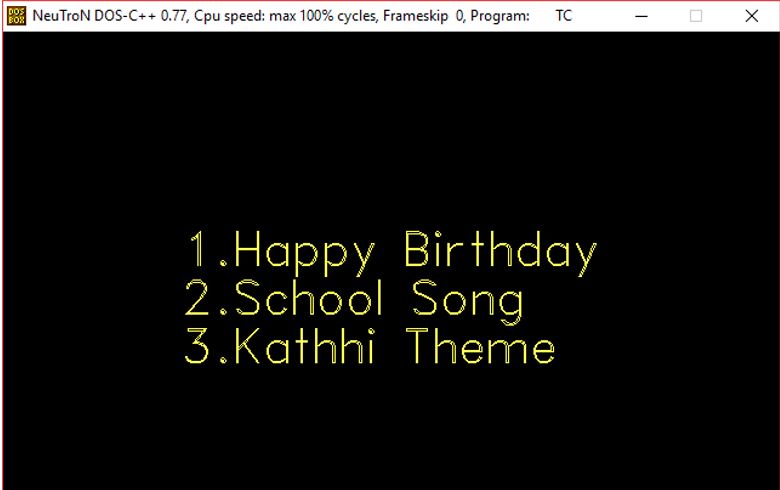 DOS BOX
NeuTroN DOS-C++ 0.77, Cpu speed: max 100% cycles, Frameskip 0, Program: TC
1.Happy Birthday
2.School Song
3.Kathhi Theme